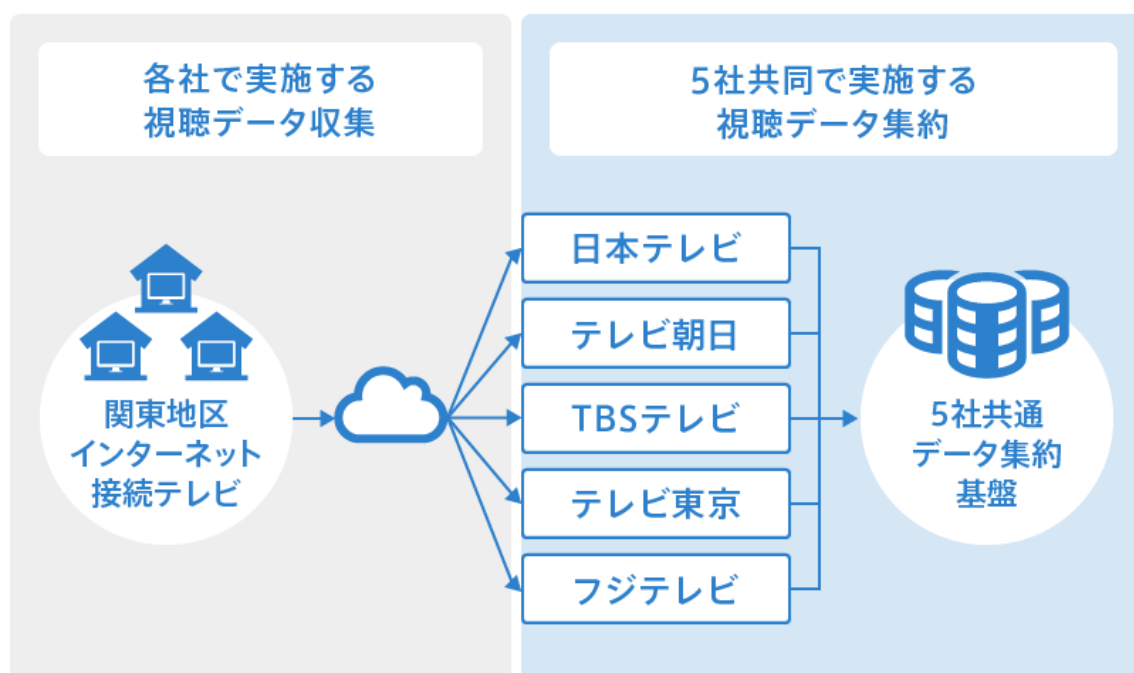 各社で実施する
視聴データ収集
5社共同で実施する
視聴データ集約
関東地区
インターネット
接続テレビ
日本テレビ
テレビ朝日
TBSテレビ
テレビ東京
フジテレビ
5社共通
データ集約
基盤